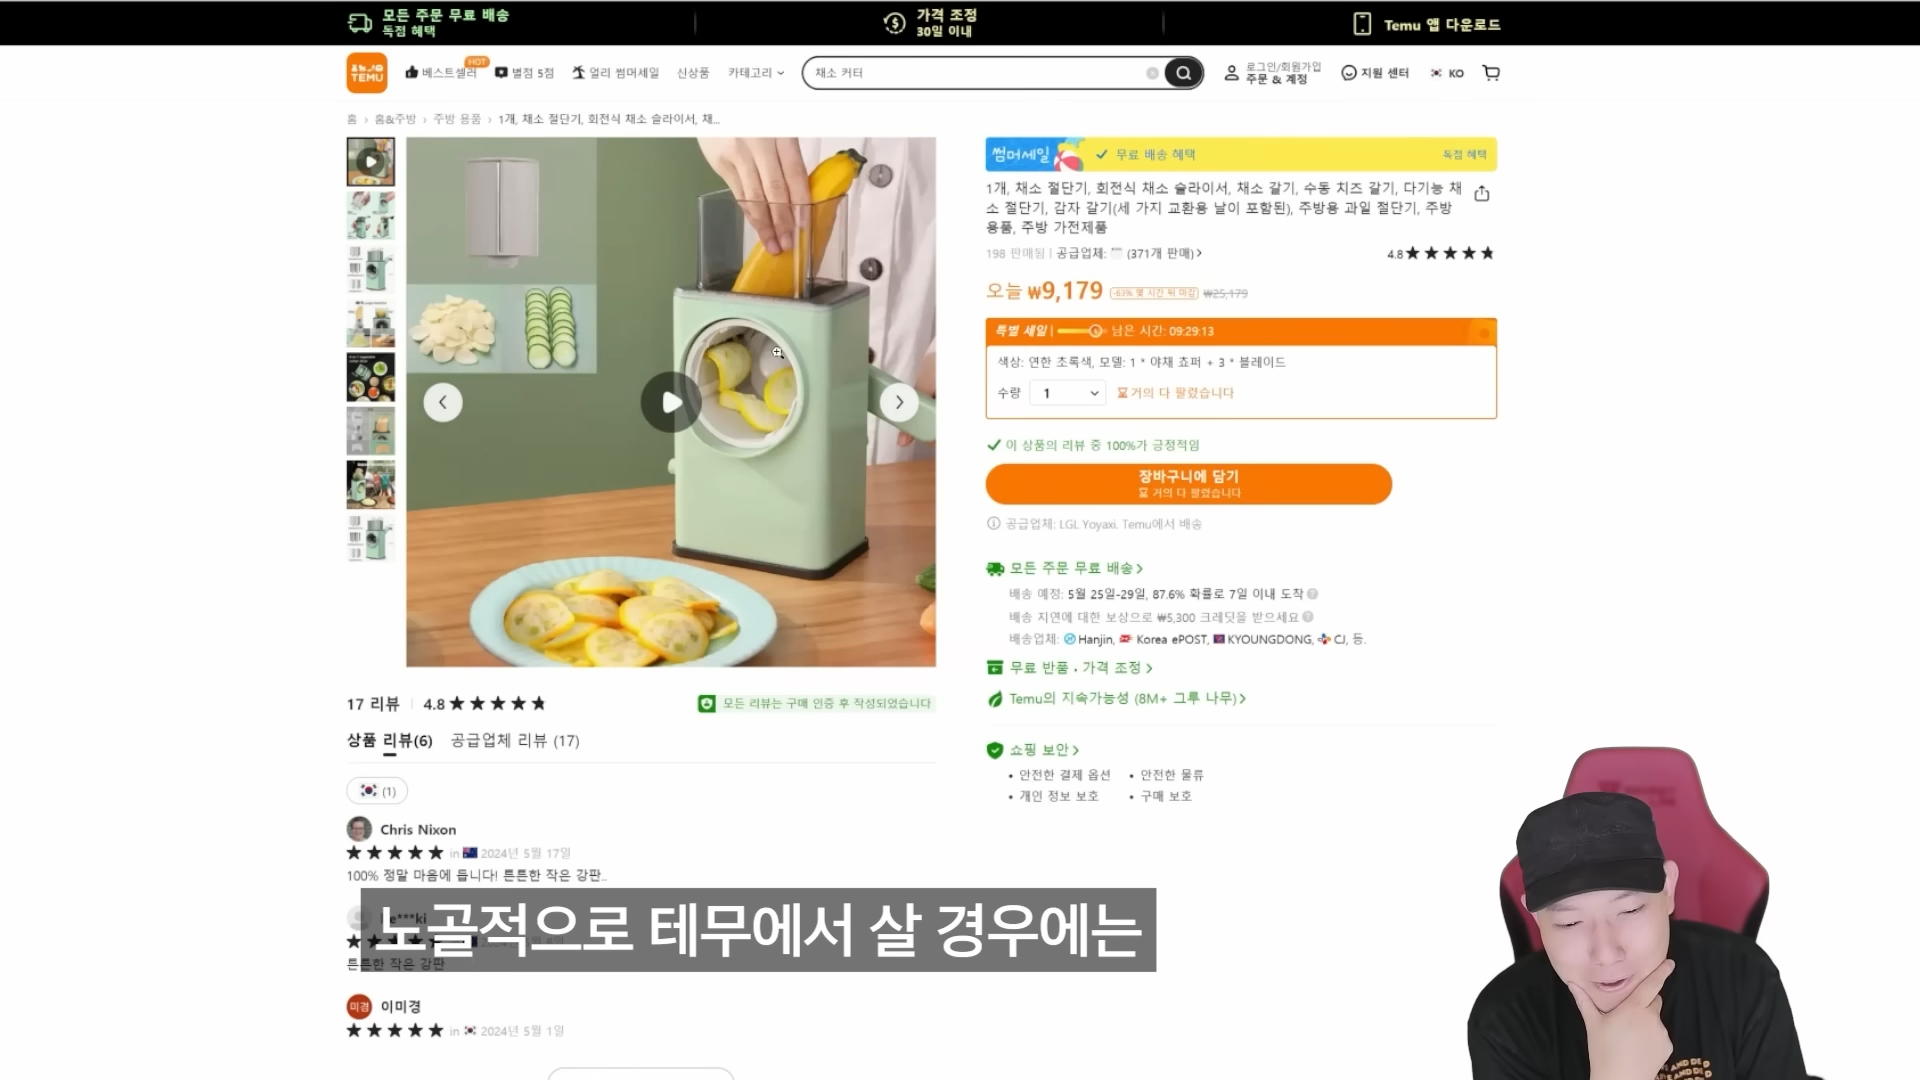 모든 주문 무료 배송
독점 혜택
가격 조정
30일 이내
Temu 앱 다운로드
TEMU
베스트셀러
HOT
별점 5점
얼리 썸머세일
신상품
카테고리
채소 커터
로그인/회원가입
주문 & 계정
지원 센터
KO
홈 › 홈&주방 › 주방 용품 › 1개, 채소 절단기, 회전식 채소 슬라이서, 채...
썸머세일
무료 배송 혜택
독점 혜택
1개, 채소 절단기, 회전식 채소 슬라이서, 채소 갈기, 수동 치즈 갈기, 다기능 채
소 절단기, 감자 갈기(세 가지 교환용 날이 포함된), 주방용 과일 절단기, 주방
용품, 주방 가전제품
198 판매됨 | 공급업체: (371개 판매) ›
4.8
오늘 ₩9,179 -63% 몇 시간 뒤 마감 ₩25,179
특별 세일 | 남은 시간: 09:29:13
색상: 연한 초록색, 모델: 1 * 야채 쵸퍼 + 3 * 블레이드
수량 1 거의 다 팔렸습니다
이 상품의 리뷰 중 100%가 긍정적임
장바구니에 담기
거의 다 팔렸습니다
공급업체: LGL Yoyaxi. Temu에서 배송
모든 주문 무료 배송 ›
배송 예정: 5월 25일-29일, 87.6% 확률로 7일 이내 도착
배송 지연에 대한 보상으로 ₩5,300 크레딧을 받으세요
배송업체: Hanjin, Korea ePOST, KYOUNGDONG, CJ, 등.
무료 반품 · 가격 조정 ›
Temu의 지속가능성 (8M+ 그루 나무) ›
쇼핑 보안 ›
• 안전한 결제 옵션 • 안전한 물류
• 개인 정보 보호 • 구매 보호
17 리뷰 | 4.8
모든 리뷰는 구매 인증 후 작성되었습니다
상품 리뷰(6) 공급업체 리뷰 (17)
(1)
Chris Nixon
in 2024년 5월 17일
100% 정말 마음에 듭니다! 튼튼한 작은 강판..
노골적으로 테무에서 살 경우에는
튼튼한 작은 강판
미경 이미경
in 2024년 5월 1일